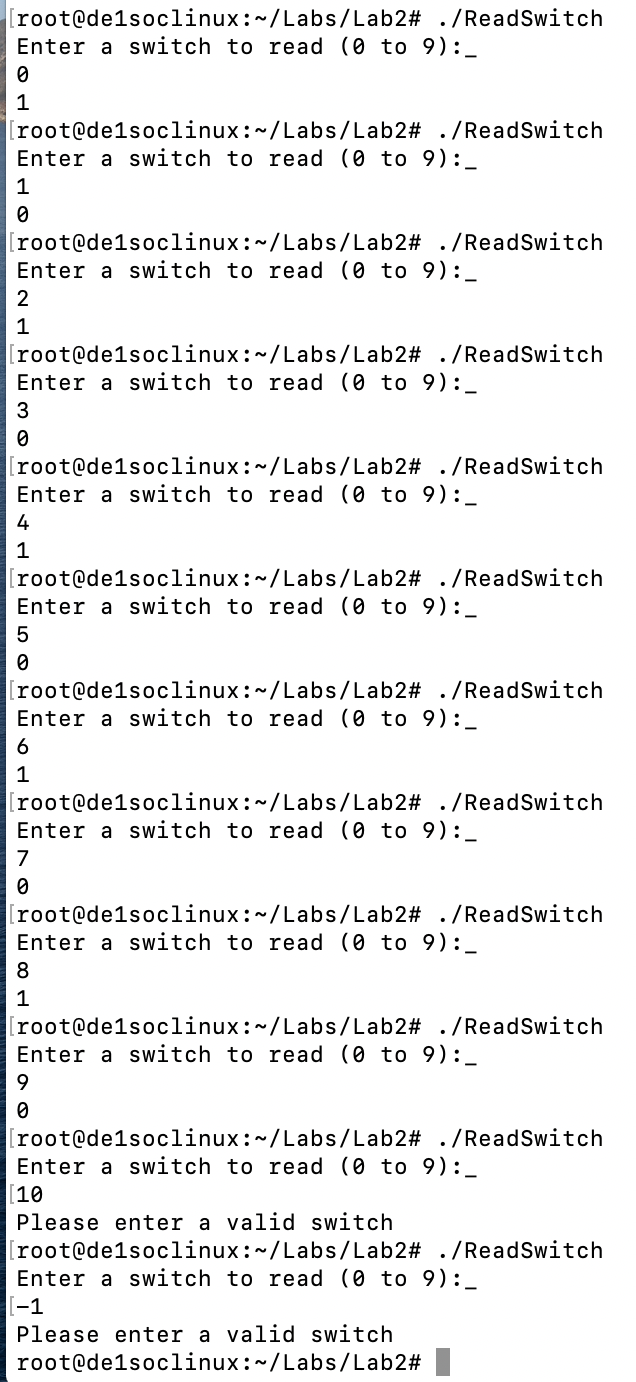 [root@de1soclinux:~/Labs/Lab2# ./ReadSwitch
Enter a switch to read (0 to 9):_
0
1
[root@de1soclinux:~/Labs/Lab2# ./ReadSwitch
Enter a switch to read (0 to 9):_
1
0
[root@de1soclinux:~/Labs/Lab2# ./ReadSwitch
Enter a switch to read (0 to 9):_
2
1
[root@de1soclinux:~/Labs/Lab2# ./ReadSwitch
Enter a switch to read (0 to 9):_
3
0
[root@de1soclinux:~/Labs/Lab2# ./ReadSwitch
Enter a switch to read (0 to 9):_
4
1
[root@de1soclinux:~/Labs/Lab2# ./ReadSwitch
Enter a switch to read (0 to 9):_
5
0
[root@de1soclinux:~/Labs/Lab2# ./ReadSwitch
Enter a switch to read (0 to 9):_
6
1
[root@de1soclinux:~/Labs/Lab2# ./ReadSwitch
Enter a switch to read (0 to 9):_
7
0
[root@de1soclinux:~/Labs/Lab2# ./ReadSwitch
Enter a switch to read (0 to 9):_
8
1
[root@de1soclinux:~/Labs/Lab2# ./ReadSwitch
Enter a switch to read (0 to 9):_
9
0
[root@de1soclinux:~/Labs/Lab2# ./ReadSwitch
Enter a switch to read (0 to 9):_
[10
Please enter a valid switch
[root@de1soclinux:~/Labs/Lab2# ./ReadSwitch
Enter a switch to read (0 to 9):_
[-1
Please enter a valid switch
root@de1soclinux:~/Labs/Lab2#